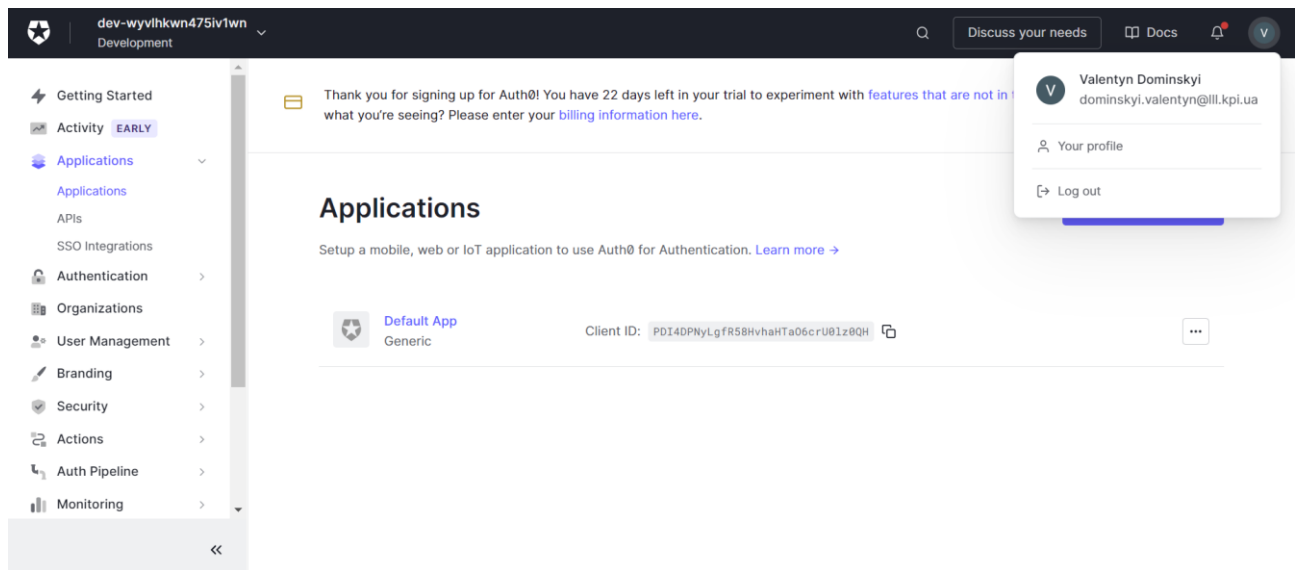 dev-wyvlhkwn475iv1wn
Development
Discuss your needs
Docs
V
Valentyn Dominskyi
dominskyi.valentyn@lll.kpi.ua
Your profile
Log out
Getting Started
Activity EARLY
Applications
Applications
APIs
SSO Integrations
Authentication
Organizations
User Management
Branding
Security
Actions
Auth Pipeline
Monitoring
Thank you for signing up for Auth0! You have 22 days left in your trial to experiment with features that are not in
what you're seeing? Please enter your billing information here.
Applications
Setup a mobile, web or IoT application to use Auth0 for Authentication. Learn more →
Default App
Generic
Client ID: PDI4DPNyLgfR58HvhaHTaO6crU0lz0QH
V